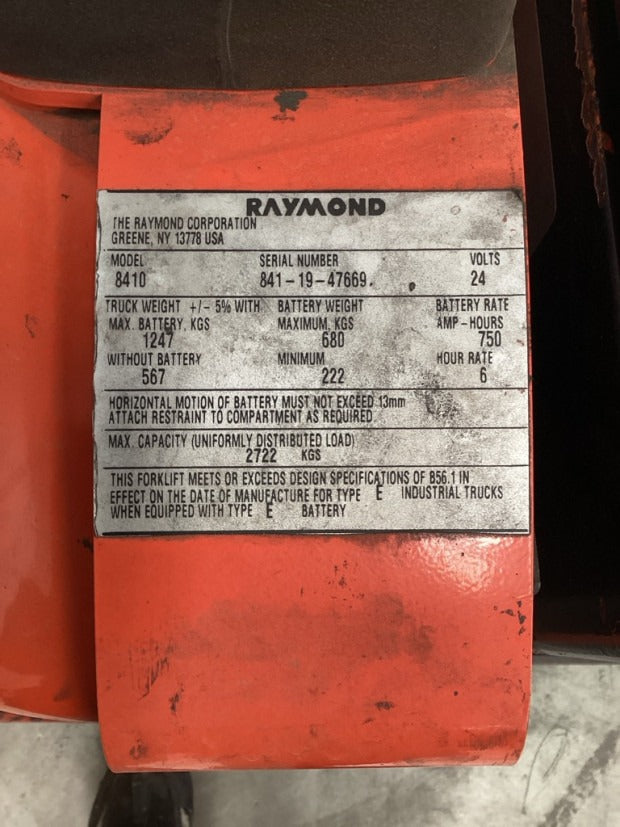 RAYMOND
THE RAYMOND CORPORATION
GREENE, NY 13778 USA
MODEL SERIAL NUMBER VOLTS
8410 841-19-47669 24
TRUCK WEIGHT +/- 5% WITH BATTERY WEIGHT BATTERY RATE
MAX. BATTERY, KGS MAXIMUM, KGS AMP-HOURS
1247 680 750
WITHOUT BATTERY MINIMUM HOUR RATE
567 222 6
HORIZONTAL MOTION OF BATTERY MUST NOT EXCEED 13mm
ATTACH RESTRAINT TO COMPARTMENT AS REQUIRED
MAX. CAPACITY (UNIFORMLY DISTRIBUTED LOAD)
2722 KGS
THIS FORKLIFT MEETS OR EXCEEDS DESIGN SPECIFICATIONS OF B56.1 IN
EFFECT ON THE DATE OF MANUFACTURE FOR TYPE E INDUSTRIAL TRUCKS
WHEN EQUIPPED WITH TYPE E BATTERY